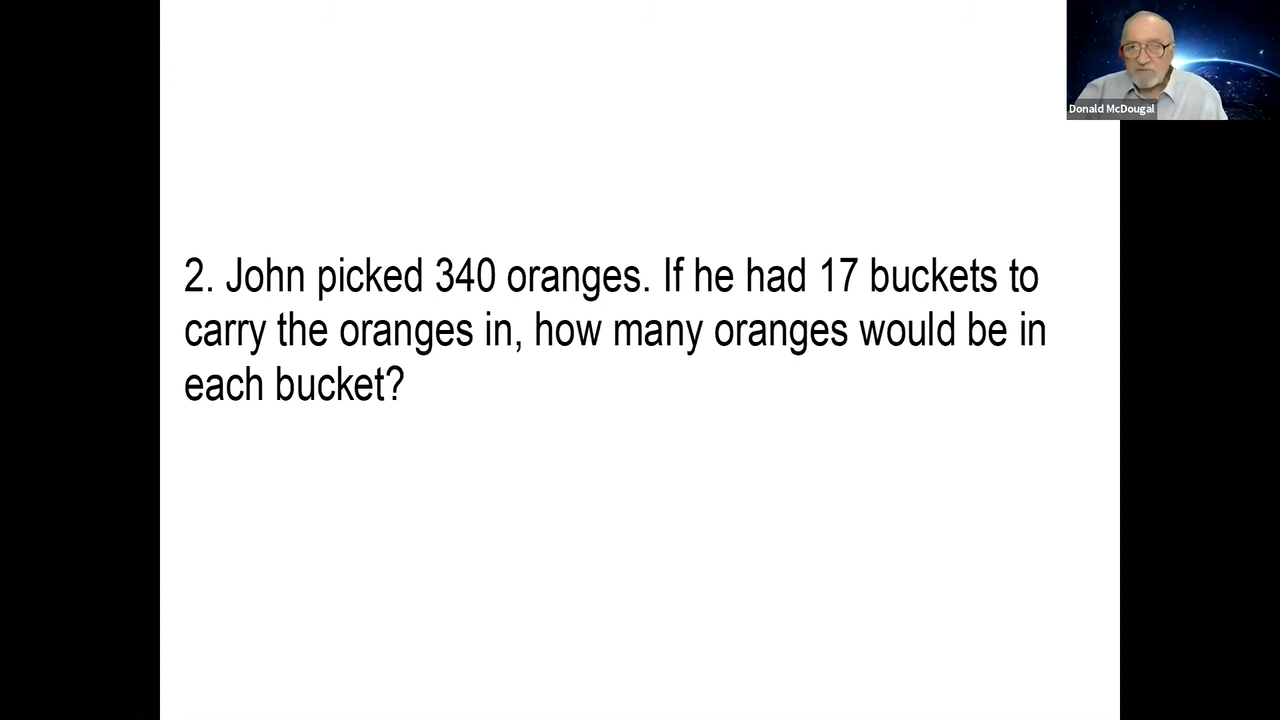 Donald McDougal
2. John picked 340 oranges. If he had 17 buckets to
carry the oranges in, how many oranges would be in
each bucket?